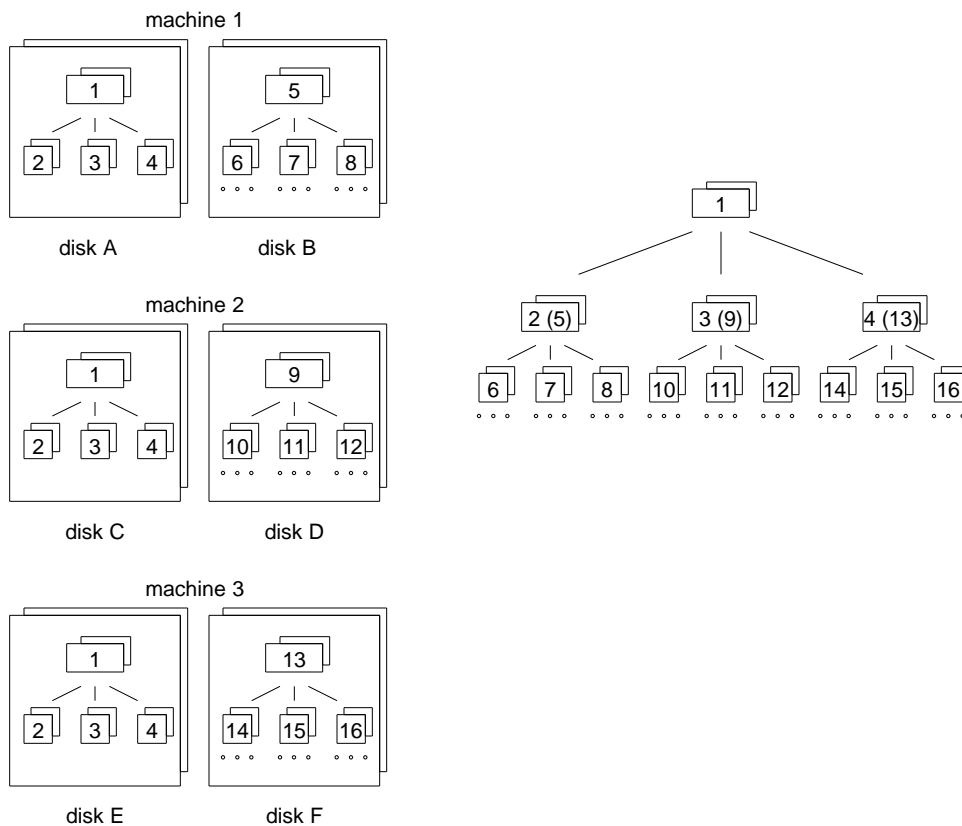 machine 1
1
5
2 3 4
6 7 8
disk A
disk B
machine 2
1
9
2 3 4
10 11 12
disk C
disk D
machine 3
1
13
2 3 4
14 15 16
disk E
disk F
1
2 (5) 3 (9) 4 (13)
6 7 8 10 11 12 14 15 16